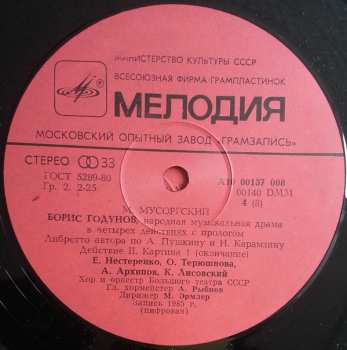 МИНИСТЕРСТВО КУЛЬТУРЫ СССР
ВСЕСОЮЗНАЯ ФИРМА ГРАМПЛАСТИНОК
МЕЛОДИЯ
МОСКОВСКИЙ ОПЫТНЫЙ ЗАВОД «ГРАМЗАПИСЬ»
СТЕРЕО 33
ГОСТ 5289-80
Гр. 2. 2-25
А10 00137 008
00140 DMM
4 (8)
М. МУСОРГСКИЙ
БОРИС ГОДУНОВ, народная музыкальная драма
в четырех действиях с прологом
Либретто автора по А. Пушкину и Н. Карамзину
Действие II. Картина 1 (окончание)
Е. Нестеренко, О. Терюшнова,
А. Архипов, К. Лисовский
Хор и оркестр Большого театра СССР
Гл. хормейстер А. Рыбнов
Дирижер М. Эрмлер
Запись 1985 г.
(цифровая)